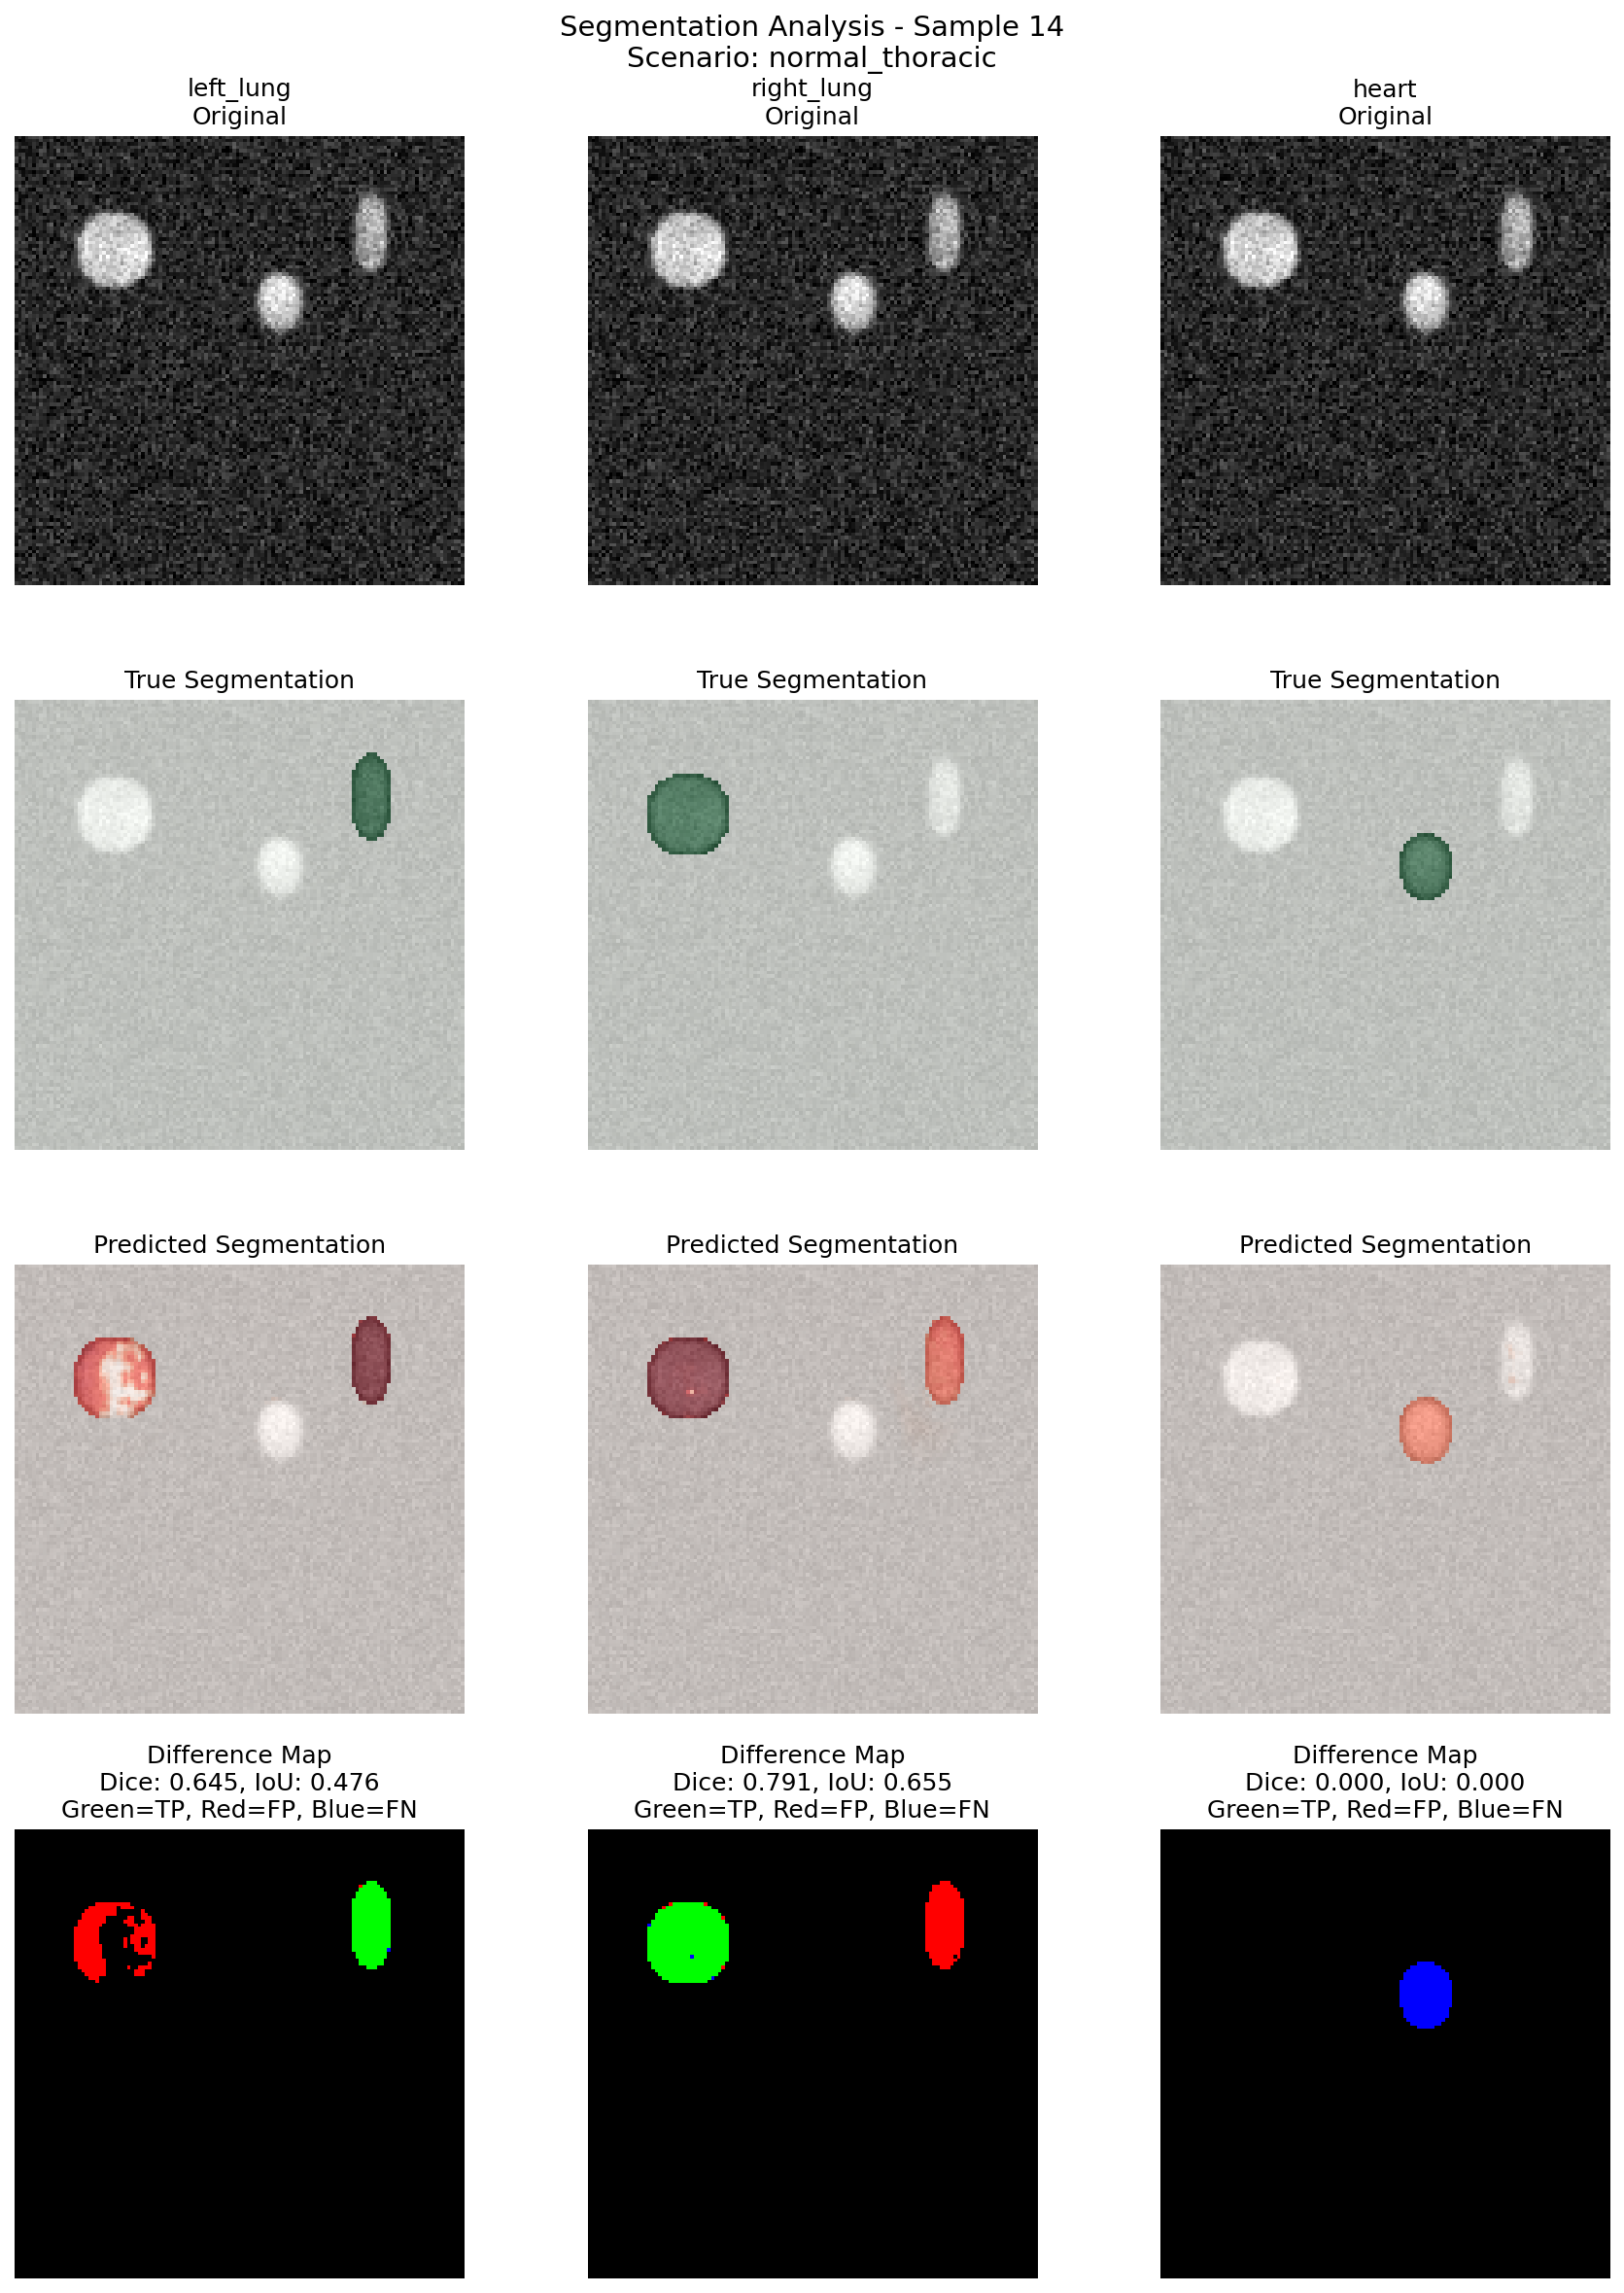 Segmentation Analysis - Sample 14
Scenario: normal_thoracic
left_lung
Original
right_lung
Original
heart
Original
True Segmentation
True Segmentation
True Segmentation
Predicted Segmentation
Predicted Segmentation
Predicted Segmentation
Difference Map
Dice: 0.645, IoU: 0.476
Green=TP, Red=FP, Blue=FN
Difference Map
Dice: 0.791, IoU: 0.655
Green=TP, Red=FP, Blue=FN
Difference Map
Dice: 0.000, IoU: 0.000
Green=TP, Red=FP, Blue=FN